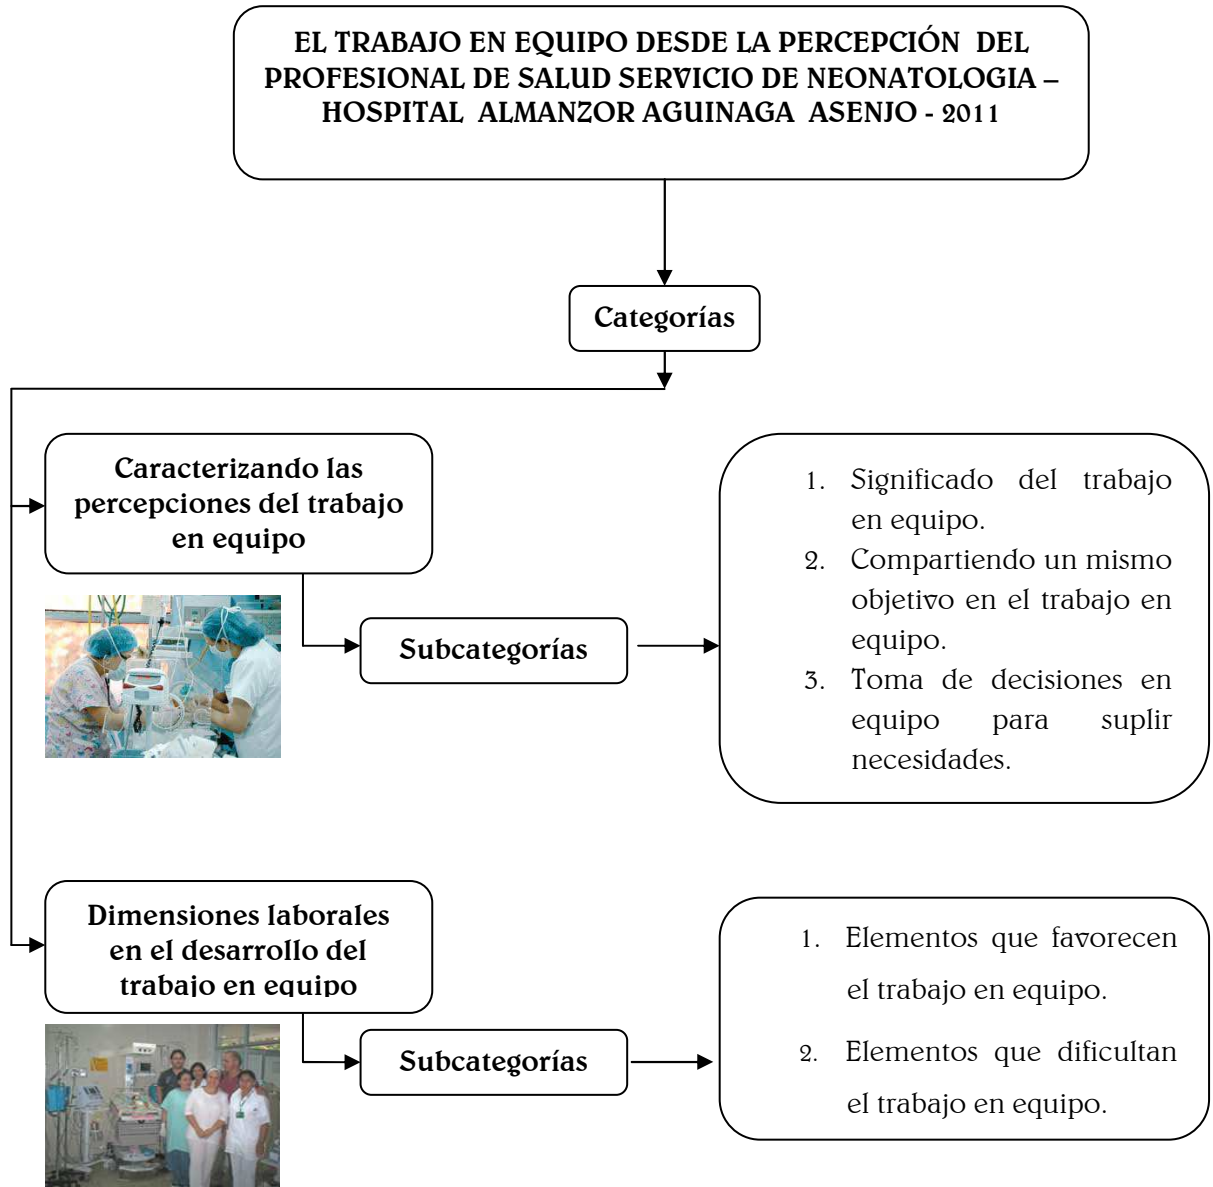 EL TRABAJO EN EQUIPO DESDE LA PERCEPCIÓN DEL
PROFESIONAL DE SALUD SERVICIO DE NEONATOLOGIA –
HOSPITAL ALMANZOR AGUINAGA ASENJO - 2011
Categorías
Caracterizando las
percepciones del trabajo
en equipo
Subcategorías
1. Significado del trabajo
en equipo.
2. Compartiendo un mismo
objetivo en el trabajo en
equipo.
3. Toma de decisiones en
equipo para suplir
necesidades.
Dimensiones laborales
en el desarrollo del
trabajo en equipo
Subcategorías
1. Elementos que favorecen
el trabajo en equipo.
2. Elementos que dificultan
el trabajo en equipo.